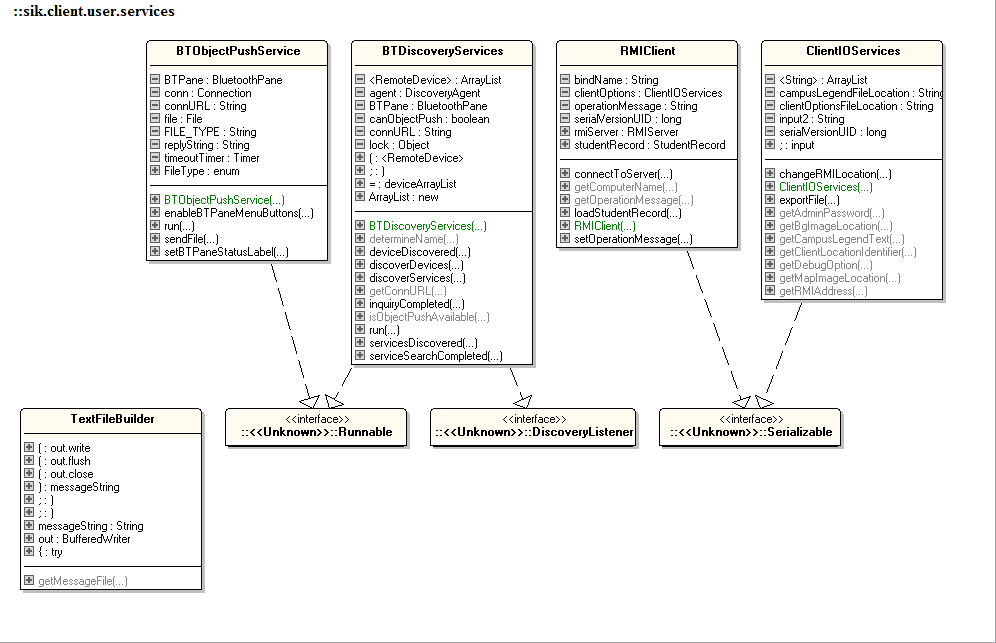 ::sik.client.user.services
BTObjectPushService
BTPane : BluetoothPane
conn : Connection
connURL : String
file : File
FILE_TYPE : String
replyString : String
timeoutTimer : Timer
FileType : enum
BTObjectPushService(...)
enableBTPaneMenuButtons(...)
run(...)
sendFile(...)
setBTPaneStatusLabel(...)
BTDiscoveryServices
<RemoteDevice> : ArrayList
agent : DiscoveryAgent
BTPane : BluetoothPane
canObjectPush : boolean
connURL : String
lock : Object
( : <RemoteDevice>
; : )
= : deviceArrayList
ArrayList : new
BTDiscoveryServices(...)
determineName(...)
deviceDiscovered(...)
discoverDevices(...)
discoverServices(...)
getConnURL(...)
inquiryCompleted(...)
isObjectPushAvailable(...)
run(...)
servicesDiscovered(...)
serviceSearchCompleted(...)
RMIClient
bindName : String
clientOptions : ClientIOServices
operationMessage : String
serialVersionUID : long
rmiServer : RMIServer
studentRecord : StudentRecord
connectToServer(...)
getComputerName(...)
getOperationMessage(...)
loadStudentRecord(...)
RMIClient(...)
setOperationMessage(...)
ClientIOServices
<String> : ArrayList
campusLegendFileLocation : String
clientOptionsFileLocation : String
input2 : String
serialVersionUID : long
; : input
changeRMILocation(...)
ClientIOServices(...)
exportFile(...)
getAdminPassword(...)
getBgImageLocation(...)
getCampusLegendText(...)
getClientLocationIdentifier(...)
getDebugOption(...)
getMapImageLocation(...)
getRMIAddress(...)
TextFileBuilder
( : out.write
( : out.flush
( : out.close
) : messageString
; : )
; : )
messageString : String
out : BufferedWriter
{ : try
getMessageFile(...)
<<interface>>
::<<Unknown>>::Runnable
<<interface>>
::<<Unknown>>::DiscoveryListener
<<interface>>
::<<Unknown>>::Serializable